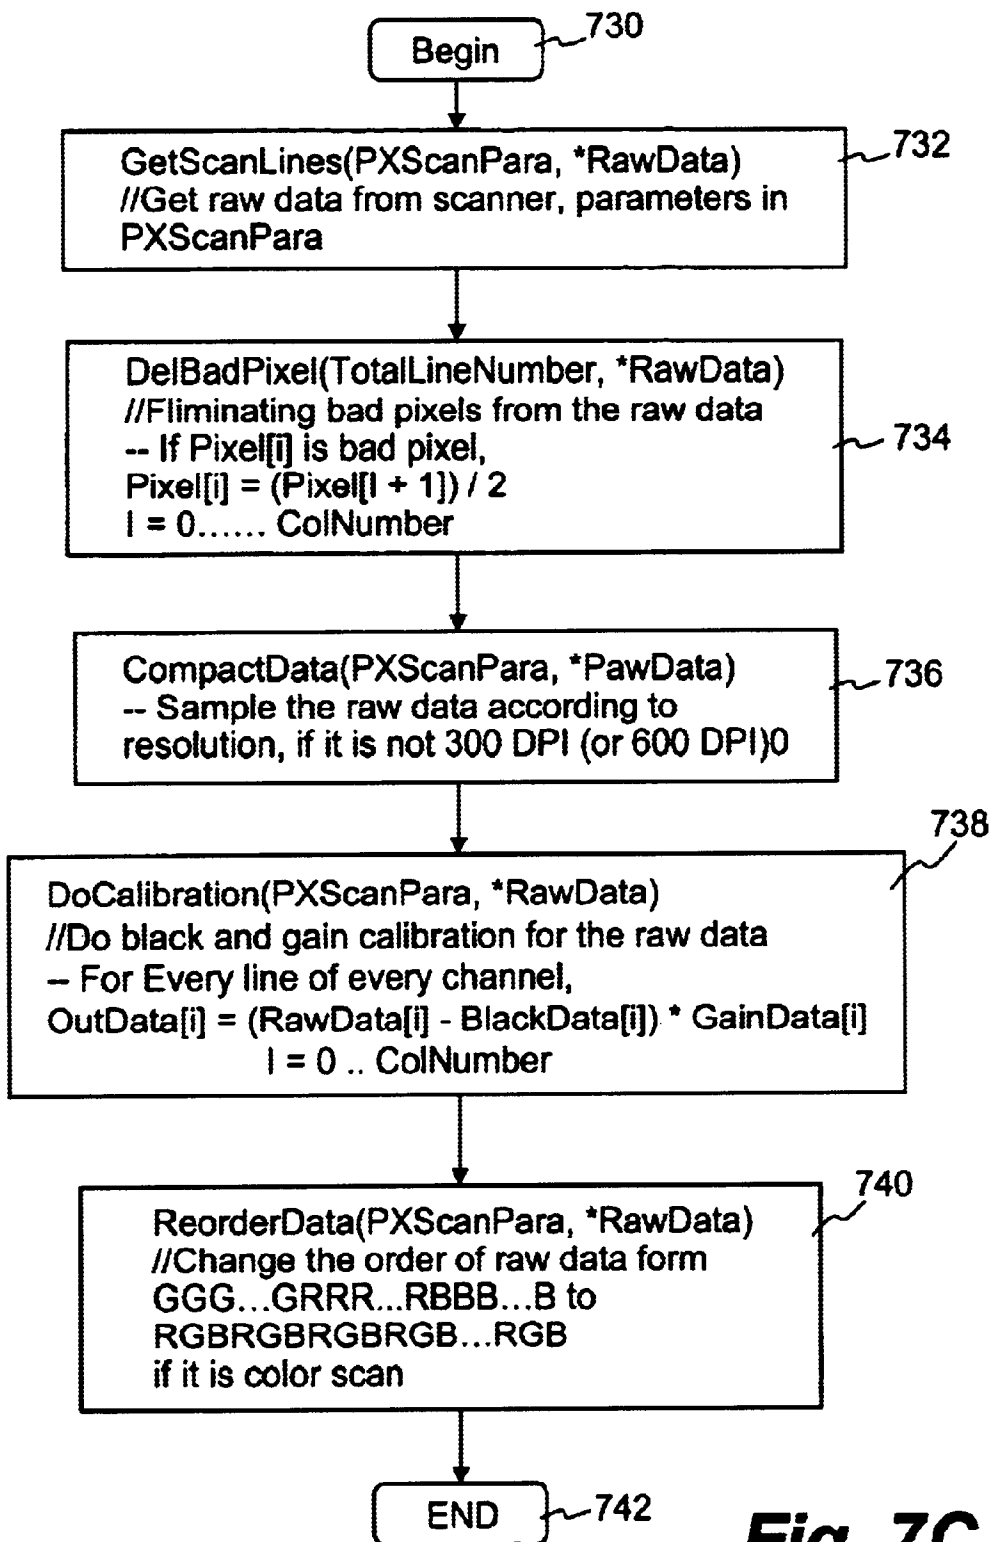 Begin
730
GetScanLines(PXScanPara, *RawData)
//Get raw data from scanner, parameters in
PXScanPara
732
DelBadPixel(TotalLineNumber, *RawData)
//Fliminating bad pixels from the raw data
-- If Pixel[i] is bad pixel,
Pixel[i] = (Pixel[I + 1]) / 2
I = 0...... ColNumber
734
CompactData(PXScanPara, *PawData)
-- Sample the raw data according to
resolution, if it is not 300 DPI (or 600 DPI)0
736
738
DoCalibration(PXScanPara, *RawData)
//Do black and gain calibration for the raw data
-- For Every line of every channel,
OutData[i] = (RawData[i] - BlackData[i]) * GainData[i]
I = 0 .. ColNumber
740
ReorderData(PXScanPara, *RawData)
//Change the order of raw data form
GGG...GRRR...RBBB...B to
RGBRGBRGBRGB...RGB
if it is color scan
END
742
Fig. 7C